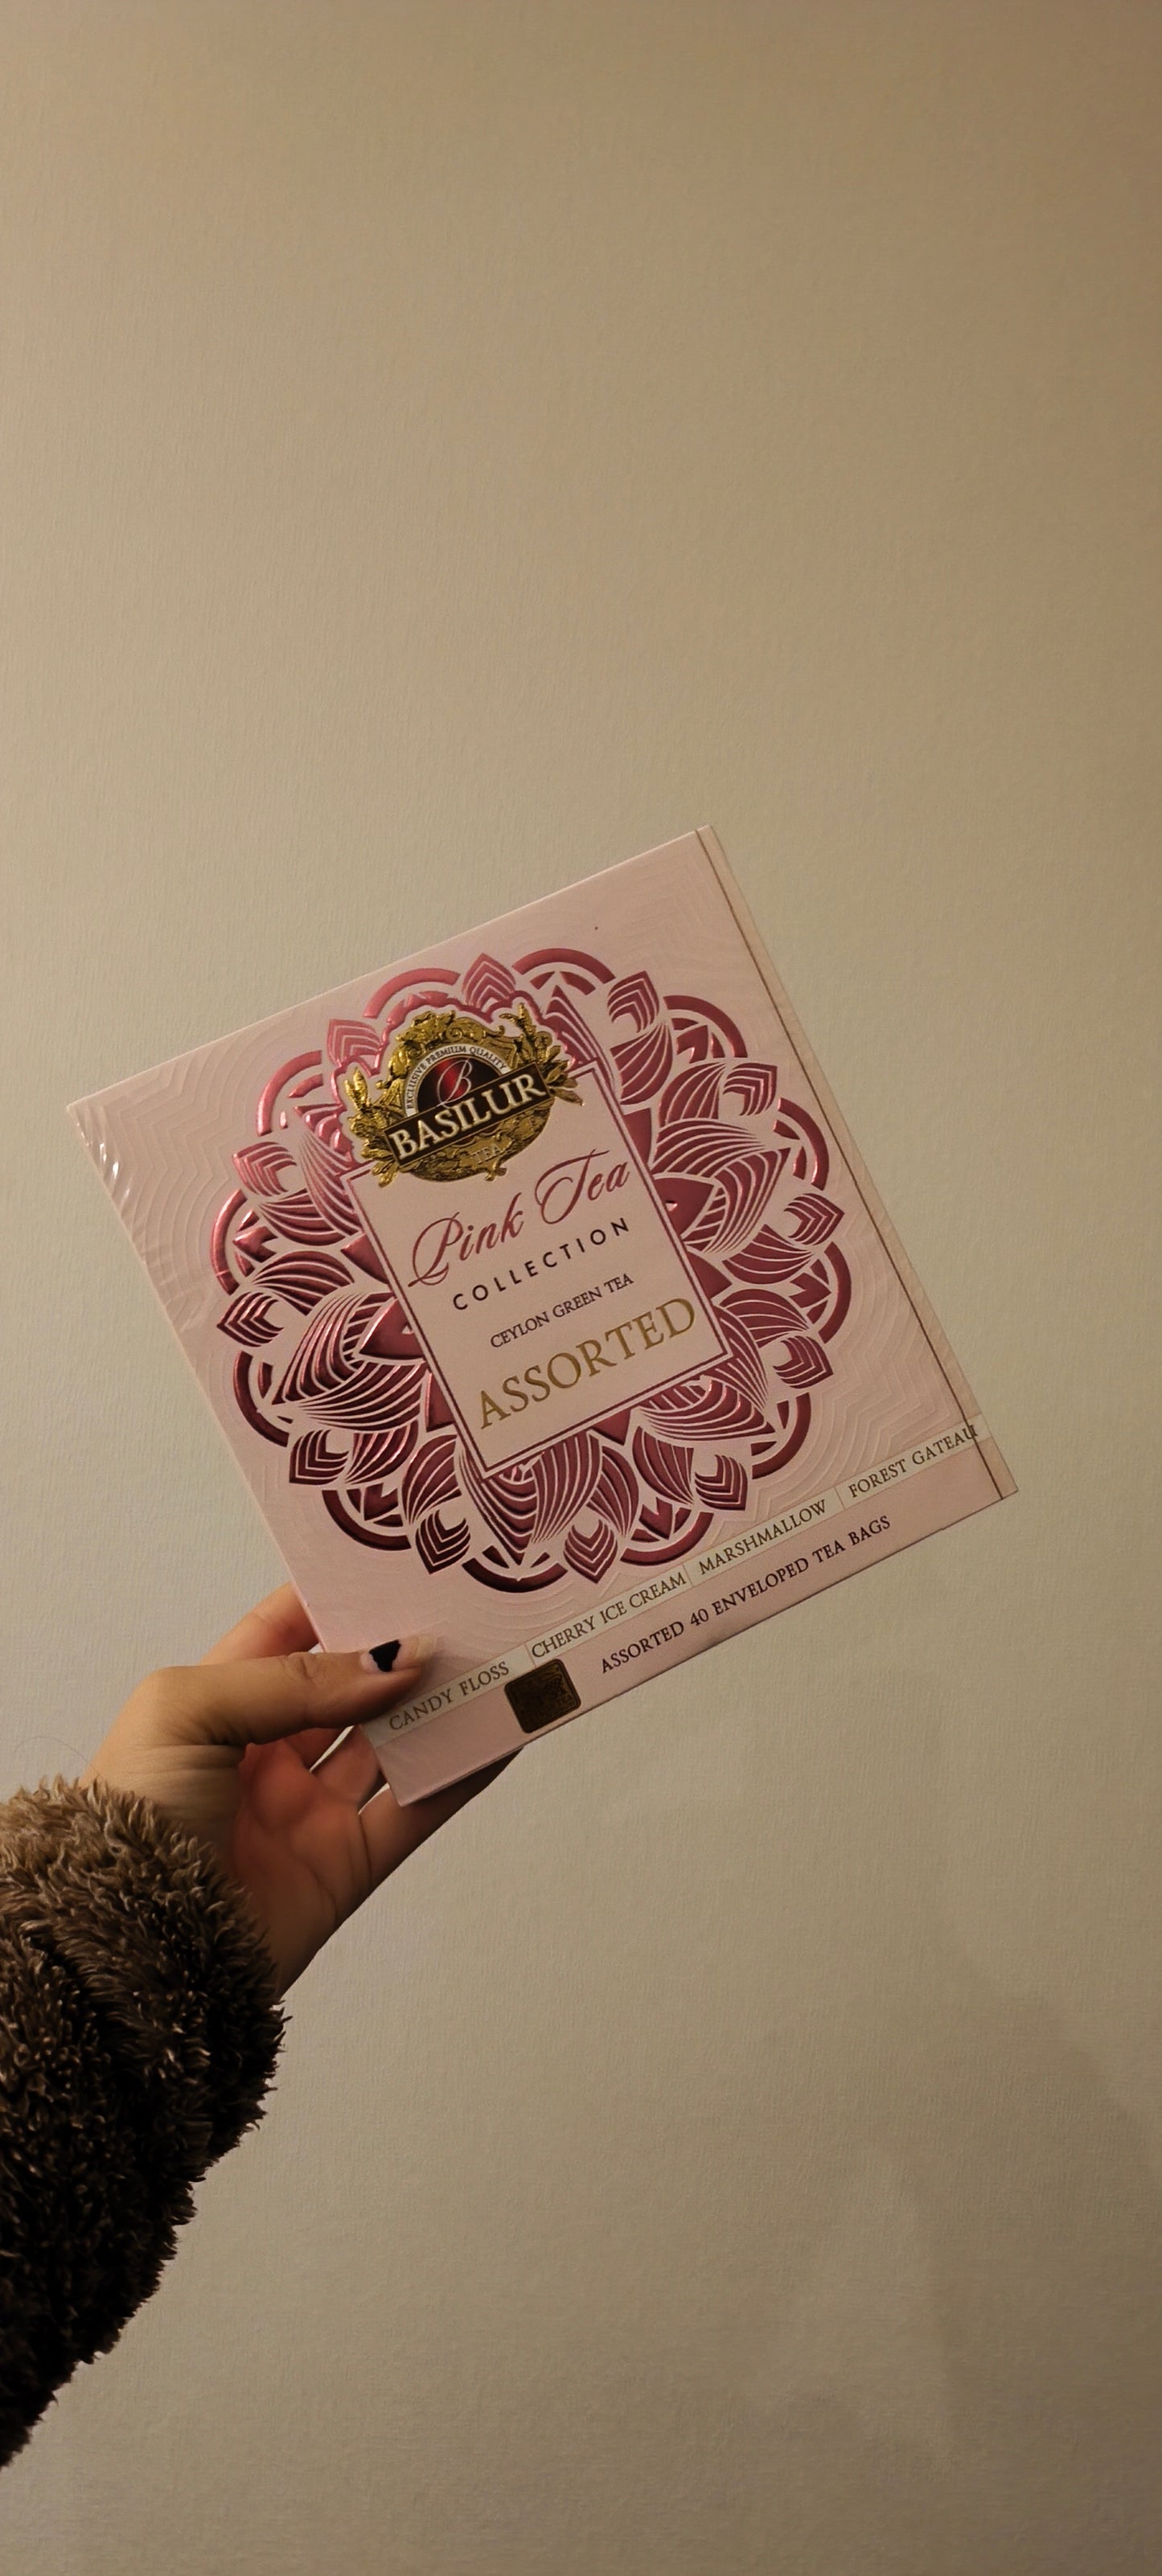 EXCLUSIVE PREMIUM QUALITY
B
BASILUR
TEA
Pink Tea
COLLECTION
CEYLON GREEN TEA
ASSORTED
CANDY FLOSS | CHERRY ICE CREAM | MARSHMALLOW | FOREST GATEAU
ASSORTED 40 ENVELOPED TEA BAGS